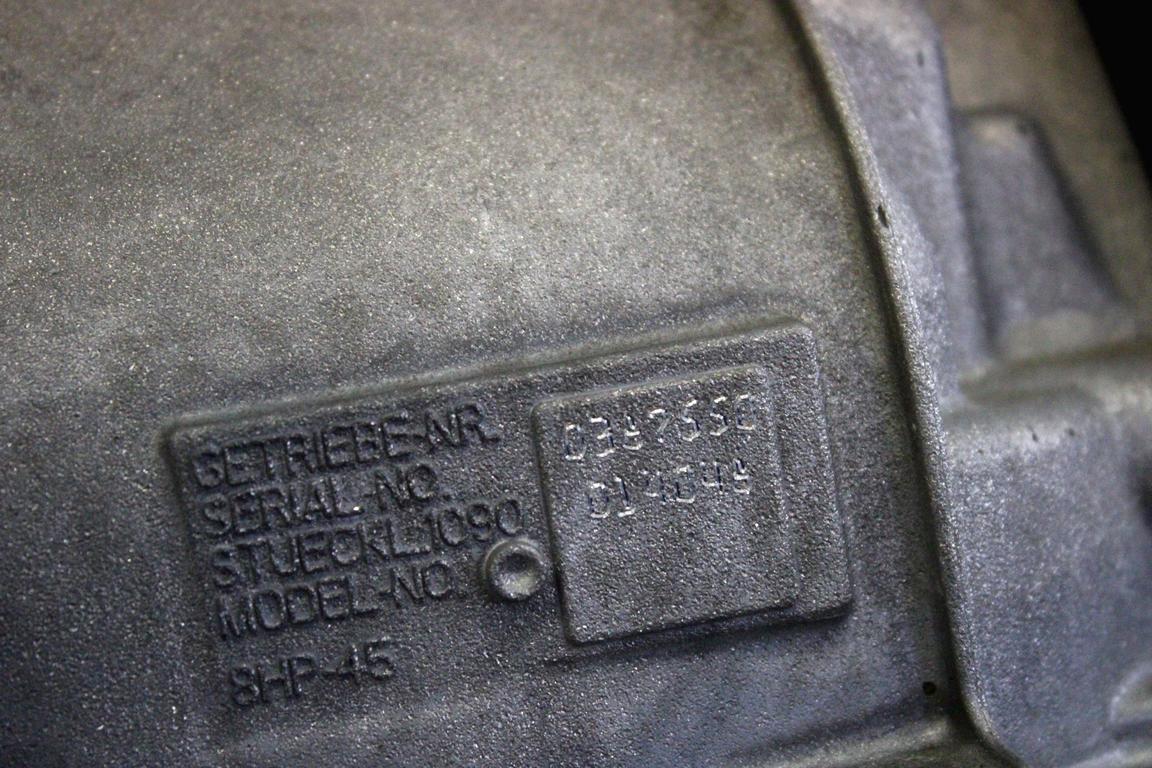 GETRIEBE-NR.
SERIAL-NO.
STUECKL.1090
MODEL-NO.
8HP-45